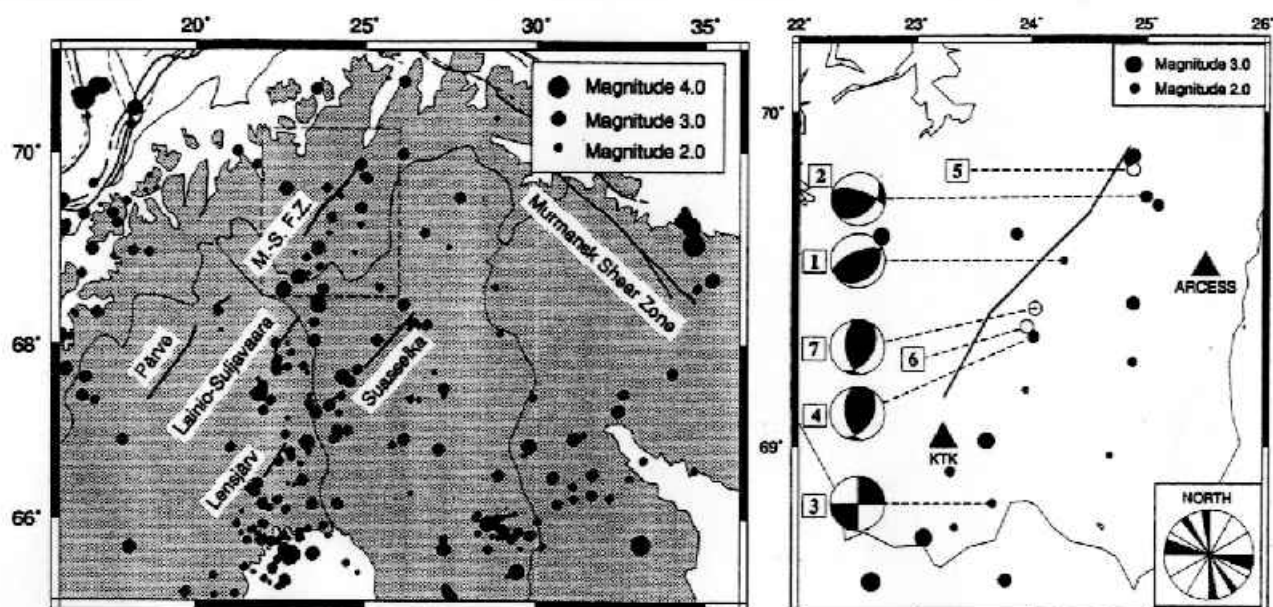 20° 25° 30° 35°
70°
68°
66°
Magnitude 4.0
Magnitude 3.0
Magnitude 2.0
M.-S. F.Z.
Murmansk Shear Zone
Pärve
Lainio-Suijavaara
Suasselka
Lansjärv
22° 23° 24° 25° 26°
70°
69°
Magnitude 3.0
Magnitude 2.0
5
2
1
ARCESS
7
6
4
KTK
3
NORTH